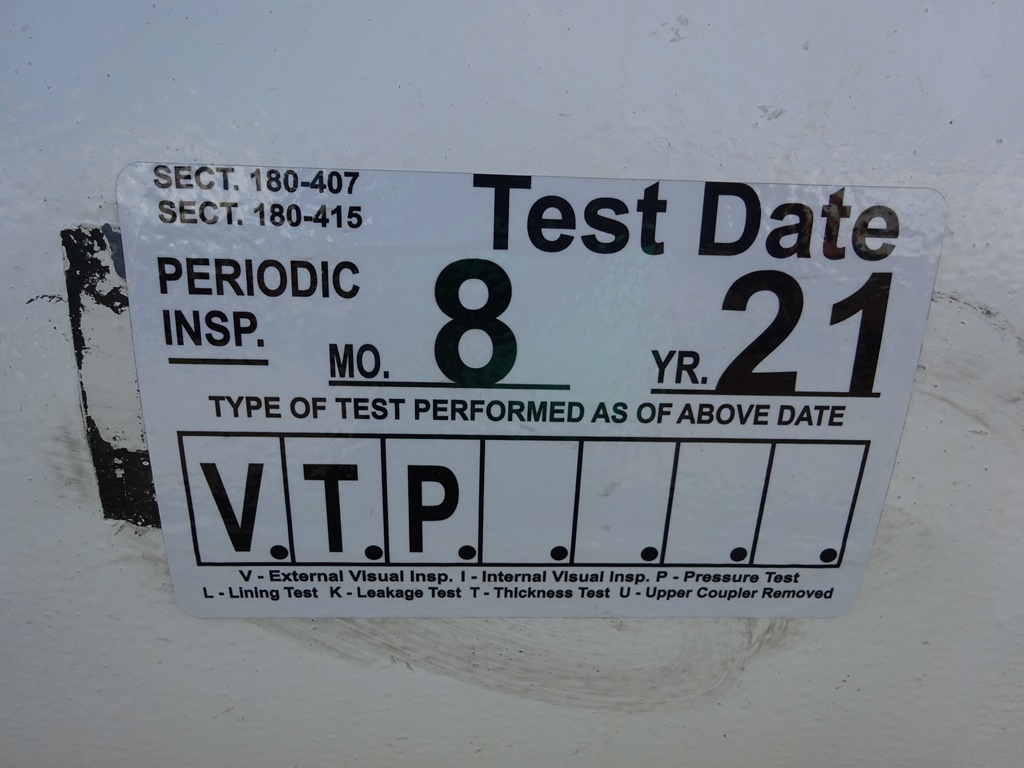 SECT. 180-407
SECT. 180-415
Test Date
PERIODIC
INSP.
MO. 8 YR. 21
TYPE OF TEST PERFORMED AS OF ABOVE DATE
V. T. P. . . . .
V - External Visual Insp. I - Internal Visual Insp. P - Pressure Test
L - Lining Test K - Leakage Test T - Thickness Test U - Upper Coupler Removed